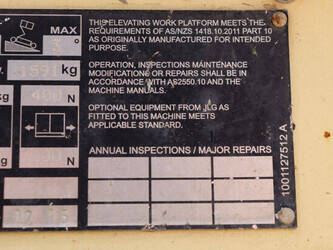 MAX
THIS ELEVATING WORK PLATFORM MEETS THE
REQUIREMENTS OF AS/NZS 1418.10.2011 PART 10
AS ORIGINALLY MANUFACTURED FOR INTENDED
PURPOSE.
kg
OPERATION, INSPECTIONS MAINTENANCE
MODIFICATIONS OR REPAIRS SHALL BE IN
ACCORDANCE WITH AS2550.10 AND THE
MACHINE MANUALS.
400 N
OPTIONAL EQUIPMENT FROM JLG AS
FITTED TO THIS MACHINE MEETS
APPLICABLE STANDARD.
N
ANNUAL INSPECTIONS / MAJOR REPAIRS
1001127512 A